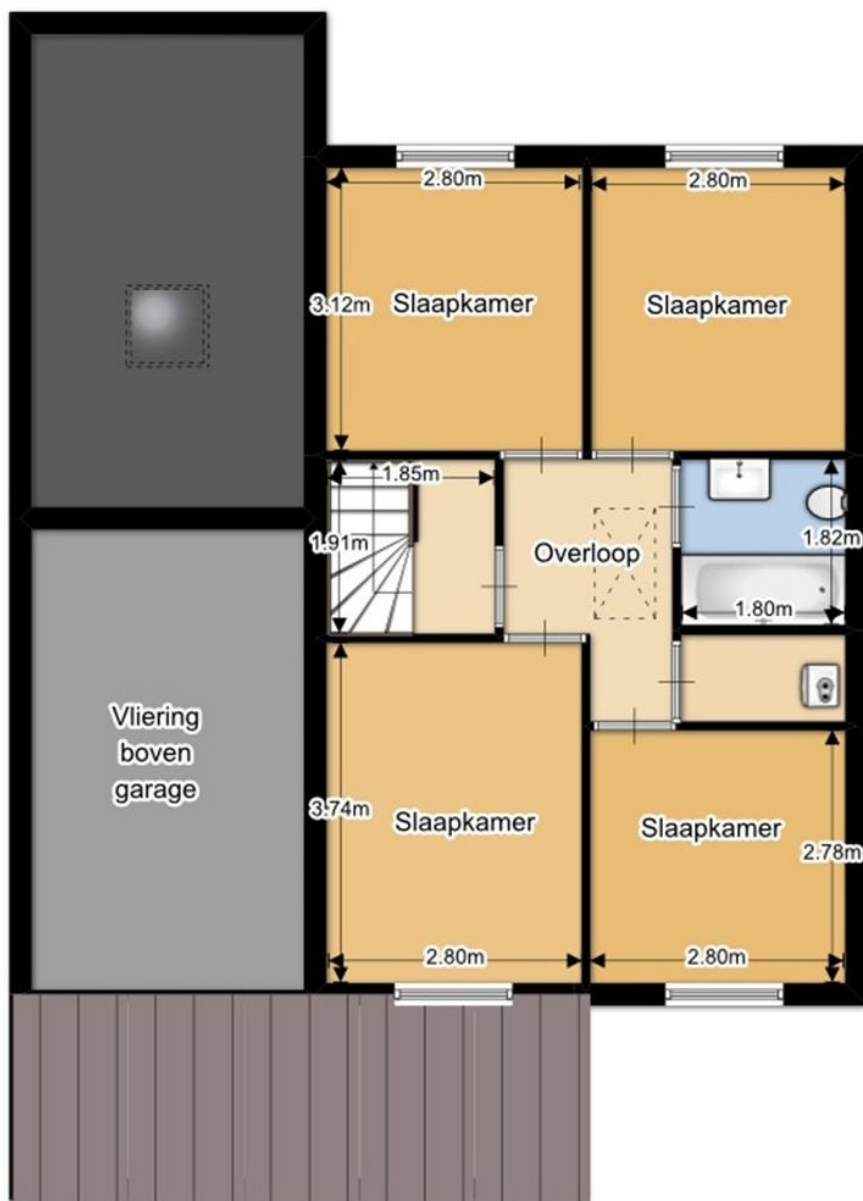 2.80m
2.80m
3.12m
Slaapkamer
Slaapkamer
1.85m
1.91m
Overloop
1.82m
1.80m
Vliering
boven
garage
3.74m
Slaapkamer
Slaapkamer
2.78m
2.80m
2.80m